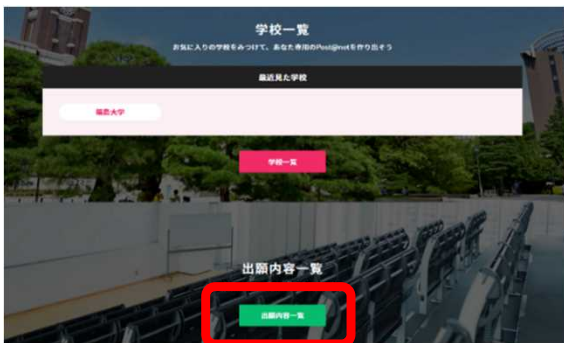 学校一覧
お気に入りの学校をみつけて、あなた専用のPost@netを作り出そう
最近見た学校
学校一覧
出願内容一覧
出願内容一覧